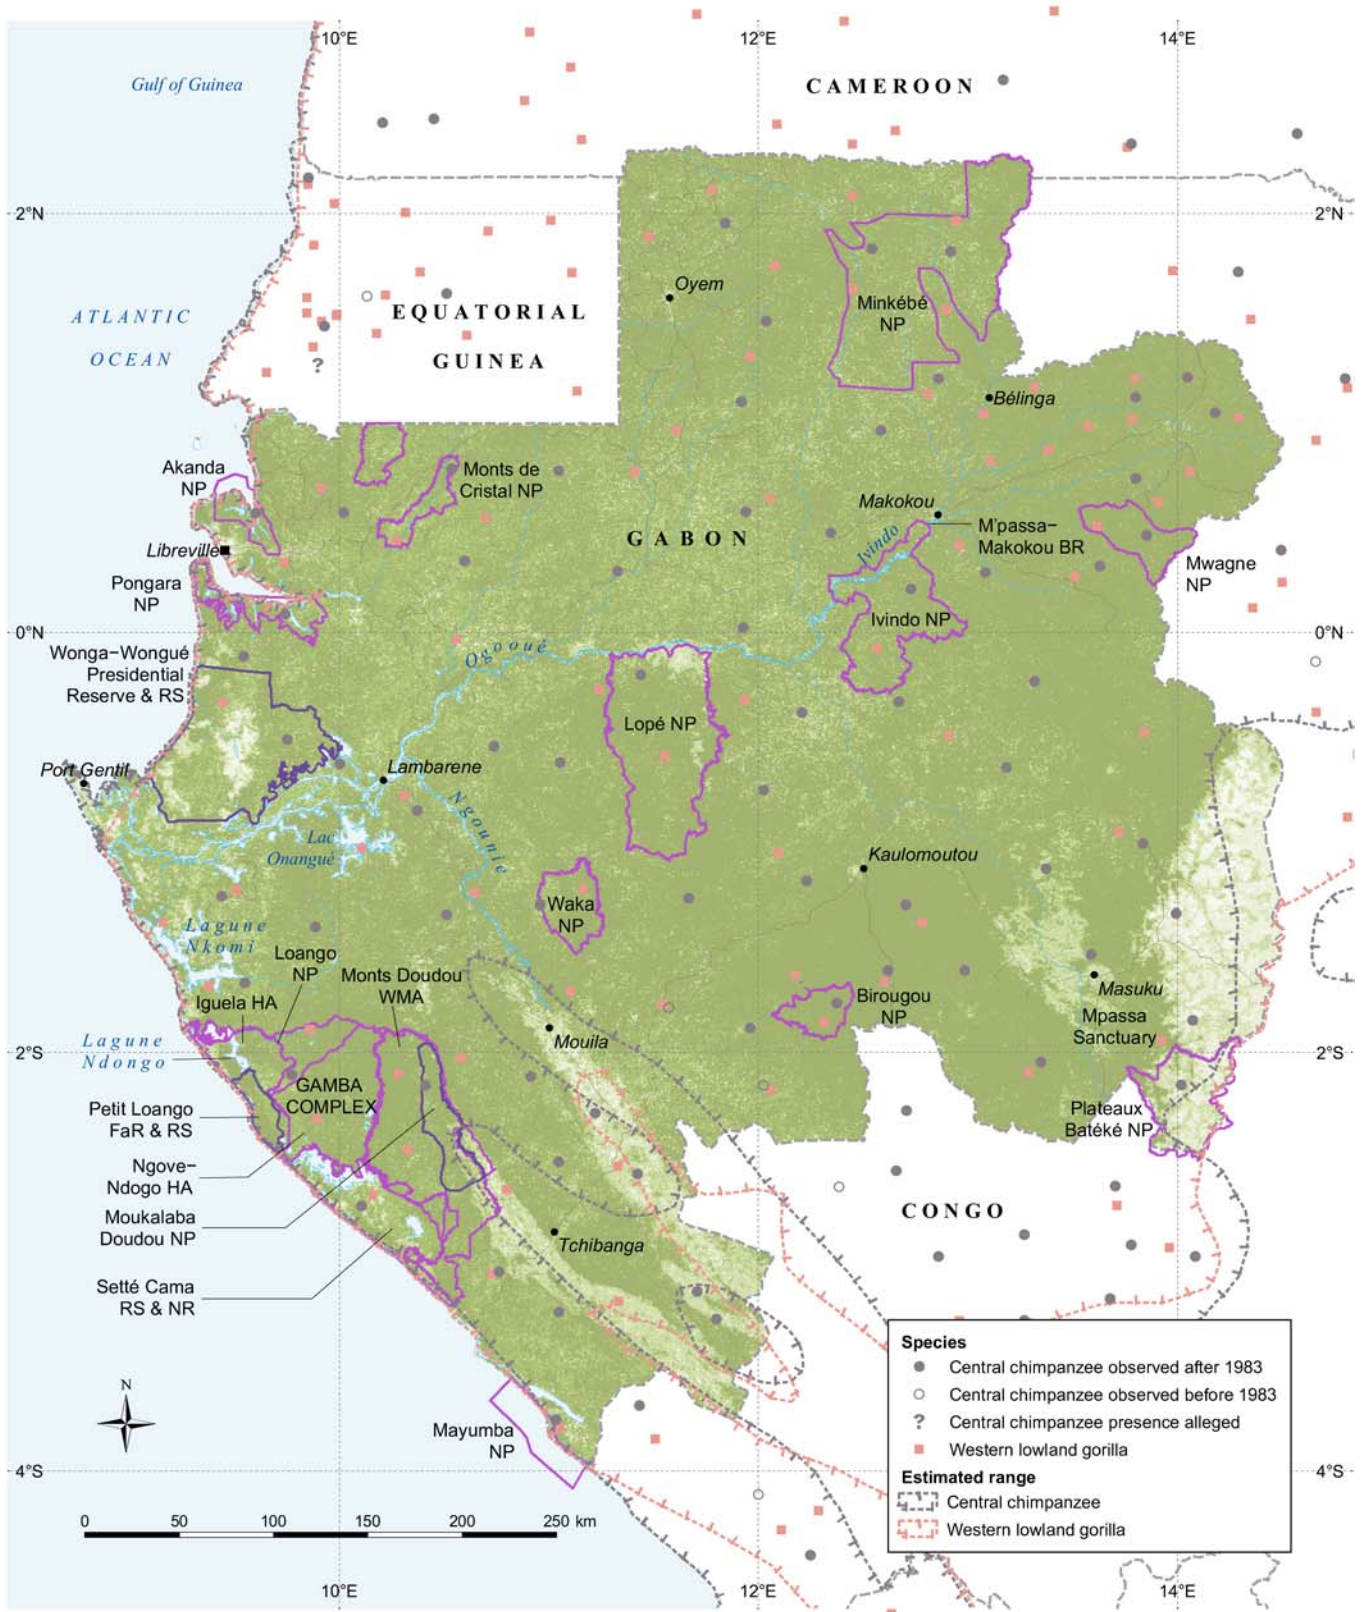 10°E
12°E
14°E
Gulf of Guinea
CAMEROON
2°N
2°N
Oyem
ATLANTIC
OCEAN
EQUATORIAL
GUINEA
Minkébé
NP
Bélinga
Akanda
NP
Monts de
Cristal NP
Makokou
GABON
Libreville
Ivindo
M'passa–
Makokou BR
Pongara
NP
Mwagne
NP
Ivindo NP
0°N
0°N
Wonga–Wongué
Presidential
Reserve & RS
Ogooué
Lopé NP
Port Gentil
Lambarene
Ngounie
Lac
Onangué
Kaulomoutou
Waka
NP
Lagune
Nkomi
Loango
NP
Monts Doudou
WMA
Iguela HA
Birougou
NP
Masuku
Mpassa
Sanctuary
Mouila
Lagune
Ndongo
2°S
2°S
GAMBA
COMPLEX
Petit Loango
FaR & RS
Plateaux
Batéké NP
Ngove–
Ndogo HA
Moukalaba
Doudou NP
CONGO
Tchibanga
Setté Cama
RS & NR
Species
Central chimpanzee observed after 1983
Central chimpanzee observed before 1983
? Central chimpanzee presence alleged
Western lowland gorilla
Estimated range
Central chimpanzee
Western lowland gorilla
?
N
Mayumba
NP
4°S
4°S
0 50 100 150 200 250 km
10°E
12°E
14°E